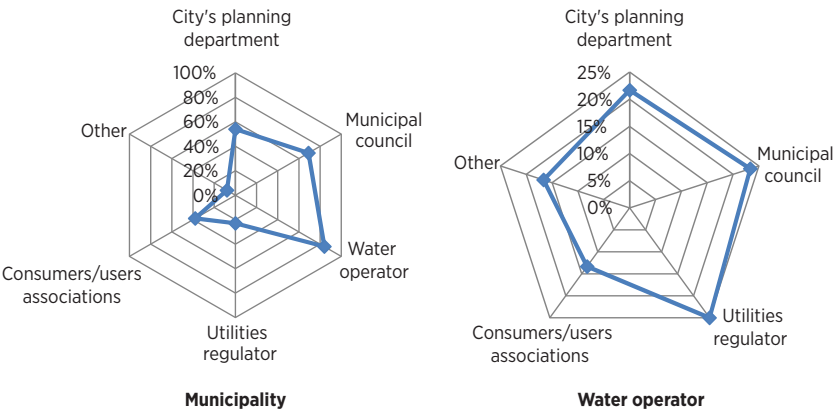 City's planning
department
100%
80%
60%
40%
20%
0%
Municipal
council
Other
Water
operator
Consumers/users
associations
Utilities
regulator
Municipality
City's planning
department
25%
20%
15%
10%
5%
0%
Municipal
council
Other
Utilities
regulator
Consumers/users
associations
Water operator